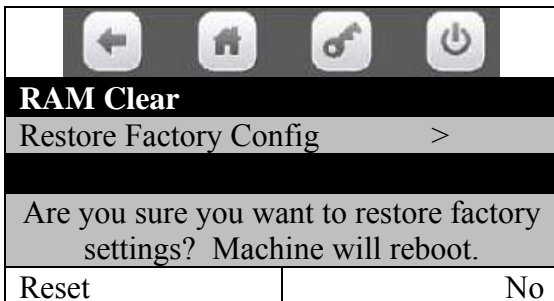 RAM Clear
Restore Factory Config >
Are you sure you want to restore factory
settings? Machine will reboot.
Reset No